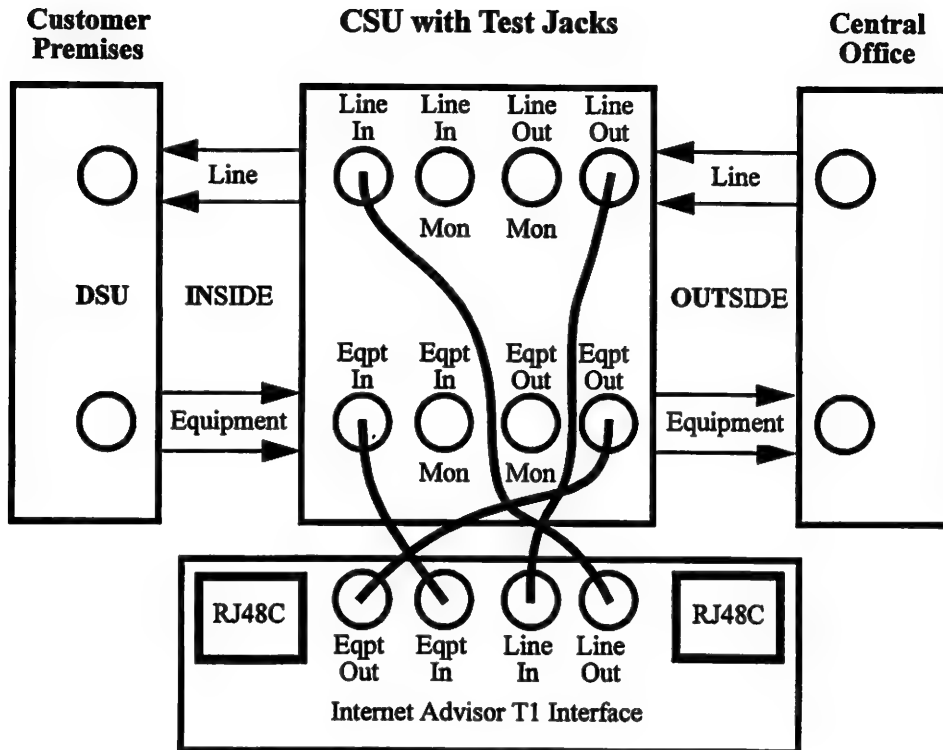 Customer
Premises
CSU with Test Jacks
Central
Office
Line
In
Line
In
Line
Out
Line
Out
Line
Line
Mon
Mon
DSU
INSIDE
OUTSIDE
Eqpt
In
Eqpt
In
Eqpt
Out
Eqpt
Out
Equipment
Equipment
Mon
Mon
RJ48C
RJ48C
Eqpt
Out
Eqpt
In
Line
In
Line
Out
Internet Advisor T1 Interface